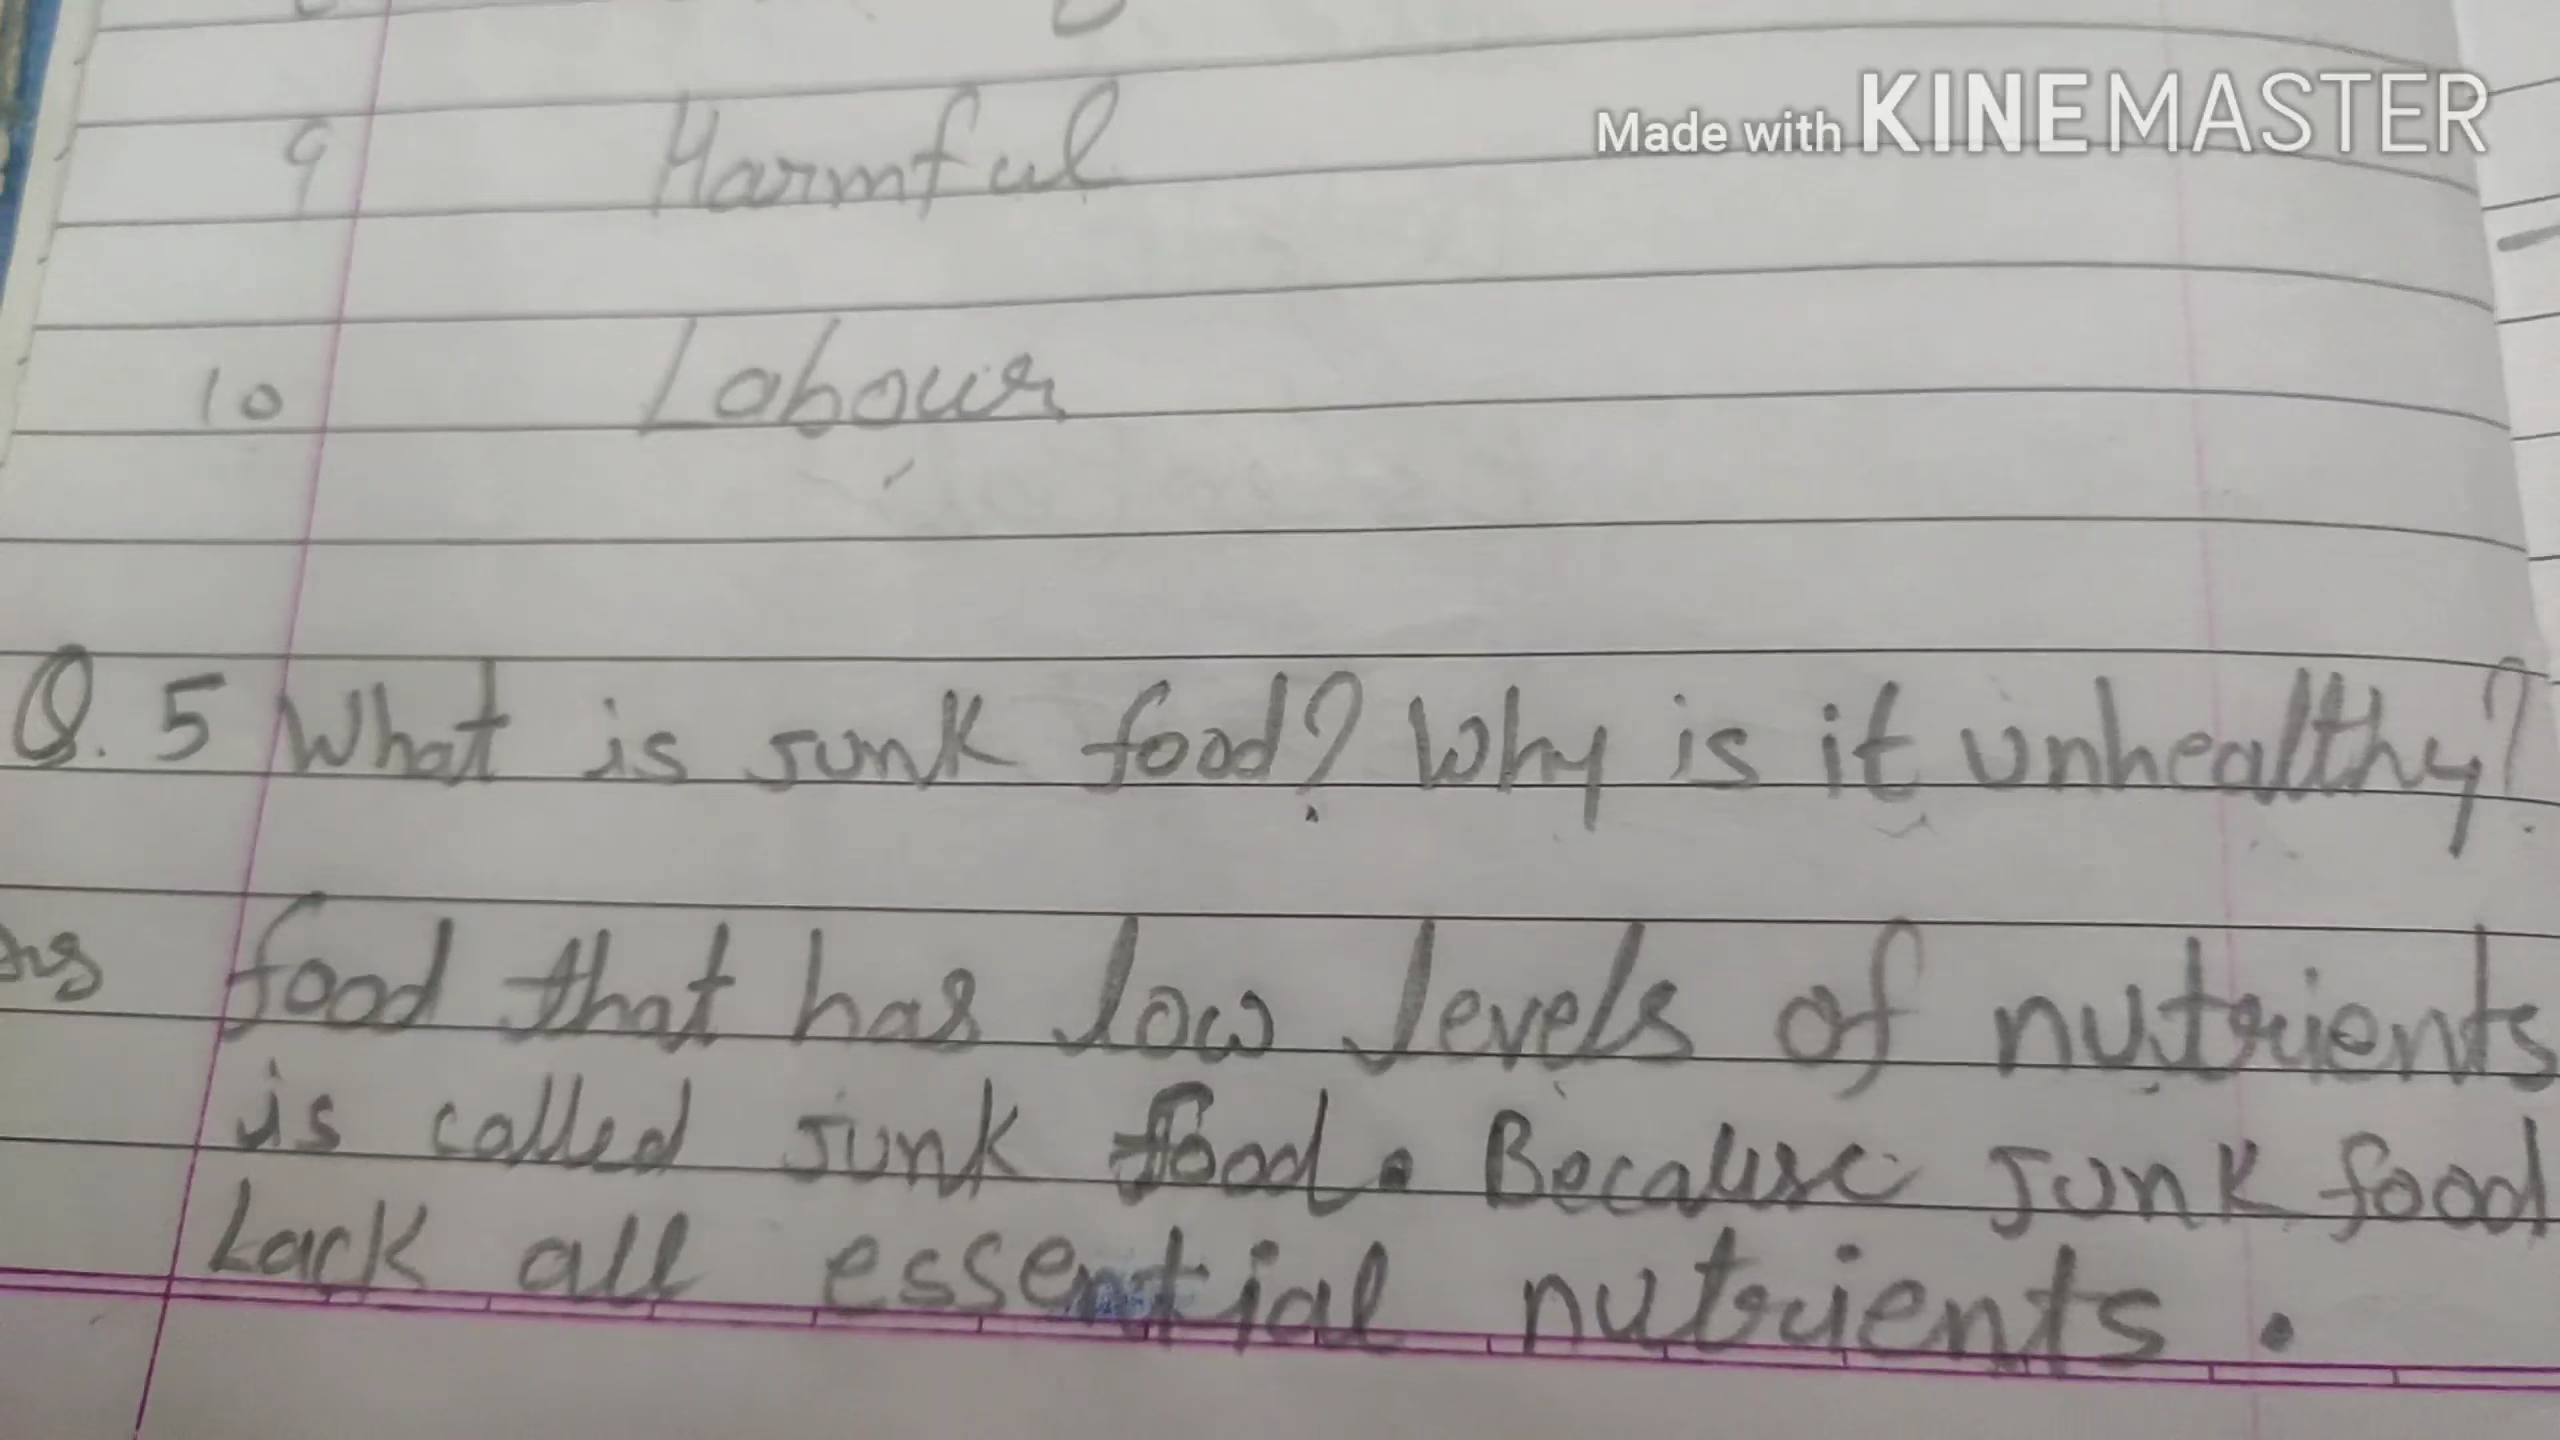 Made with KINEMASTER
9 Harmful
10 Labour
Q. 5 What is junk food? Why is it unhealthy?
Ans food that has low levels of nutrients
is called junk food. Because junk food
Lack all essential nutrients.